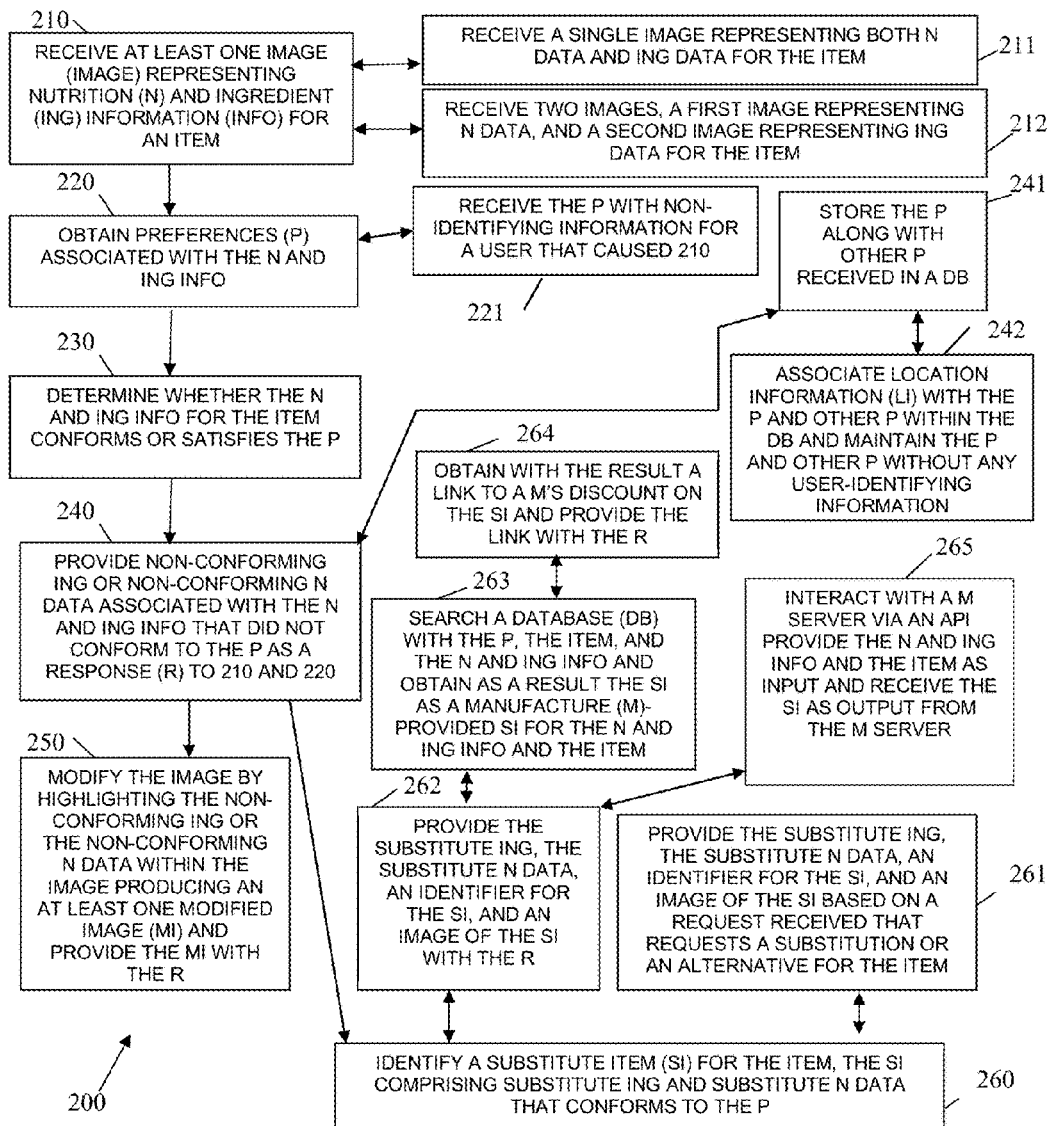 210
RECEIVE AT LEAST ONE IMAGE
(IMAGE) REPRESENTING
NUTRITION (N) AND INGREDIENT
(ING) INFORMATION (INFO) FOR
AN ITEM
RECEIVE A SINGLE IMAGE REPRESENTING BOTH N
DATA AND ING DATA FOR THE ITEM
211
RECEIVE TWO IMAGES, A FIRST IMAGE REPRESENTING
N DATA, AND A SECOND IMAGE REPRESENTING ING
DATA FOR THE ITEM
212
220
OBTAIN PREFERENCES (P)
ASSOCIATED WITH THE N AND
ING INFO
RECEIVE THE P WITH NON-
IDENTIFYING INFORMATION FOR
A USER THAT CAUSED 210
221
241
STORE THE P
ALONG WITH
OTHER P
RECEIVED IN A DB
230
DETERMINE WHETHER THE N
AND ING INFO FOR THE ITEM
CONFORMS OR SATISFIES THE P
242
ASSOCIATE LOCATION
INFORMATION (LI) WITH THE
P AND OTHER P WITHIN THE
DB AND MAINTAIN THE P
AND OTHER P WITHOUT ANY
USER-IDENTIFYING
INFORMATION
264
OBTAIN WITH THE RESULT A
LINK TO A M'S DISCOUNT ON
THE SI AND PROVIDE THE
LINK WITH THE R
240
PROVIDE NON-CONFORMING
ING OR NON-CONFORMING N
DATA ASSOCIATED WITH THE N
AND ING INFO THAT DID NOT
CONFORM TO THE P AS A
RESPONSE (R) TO 210 AND 220
263
SEARCH A DATABASE (DB)
WITH THE P, THE ITEM, AND
THE N AND ING INFO AND
OBTAIN AS A RESULT THE SI
AS A MANUFACTURE (M)-
PROVIDED SI FOR THE N AND
ING INFO AND THE ITEM
265
INTERACT WITH A M
SERVER VIA AN API
PROVIDE THE N AND ING
INFO AND THE ITEM AS
INPUT AND RECEIVE THE
SI AS OUTPUT FROM
THE M SERVER
250
MODIFY THE IMAGE BY
HIGHLIGHTING THE NON-
CONFORMING ING OR
THE NON-CONFORMING
N DATA WITHIN THE
IMAGE PRODUCING AN
AT LEAST ONE MODIFIED
IMAGE (MI) AND
PROVIDE THE MI WITH
THE R
262
PROVIDE THE
SUBSTITUTE ING, THE
SUBSTITUTE N DATA,
AN IDENTIFIER FOR
THE SI, AND AN
IMAGE OF THE SI
WITH THE R
PROVIDE THE SUBSTITUTE ING,
THE SUBSTITUTE N DATA, AN
IDENTIFIER FOR THE SI, AND AN
IMAGE OF THE SI BASED ON A
REQUEST RECEIVED THAT
REQUESTS A SUBSTITUTION OR
AN ALTERNATIVE FOR THE ITEM
261
200
IDENTIFY A SUBSTITUTE ITEM (SI) FOR THE ITEM, THE SI
COMPRISING SUBSTITUTE ING AND SUBSTITUTE N DATA
THAT CONFORMS TO THE P
260